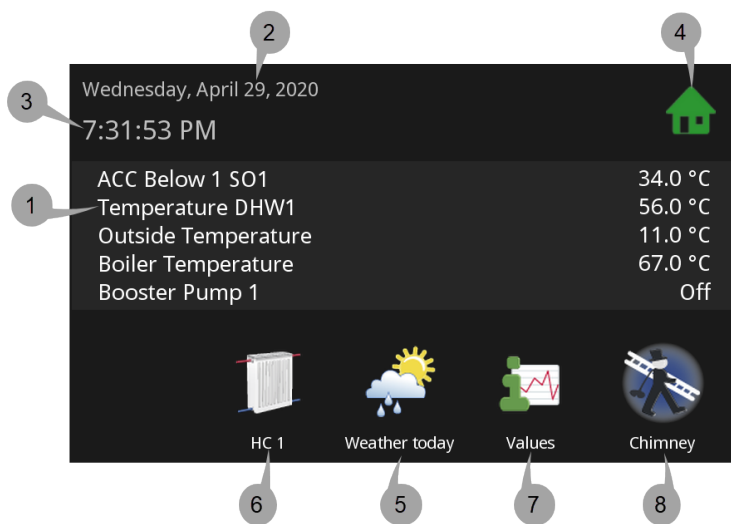 2
4
Wednesday, April 29, 2020
3
7:31:53 PM
ACC Below 1 SO1 34.0 °C
1
Temperature DHW1 56.0 °C
Outside Temperature 11.0 °C
Boiler Temperature 67.0 °C
Booster Pump 1 Off
HC 1 Weather today Values Chimney
6 5 7 8